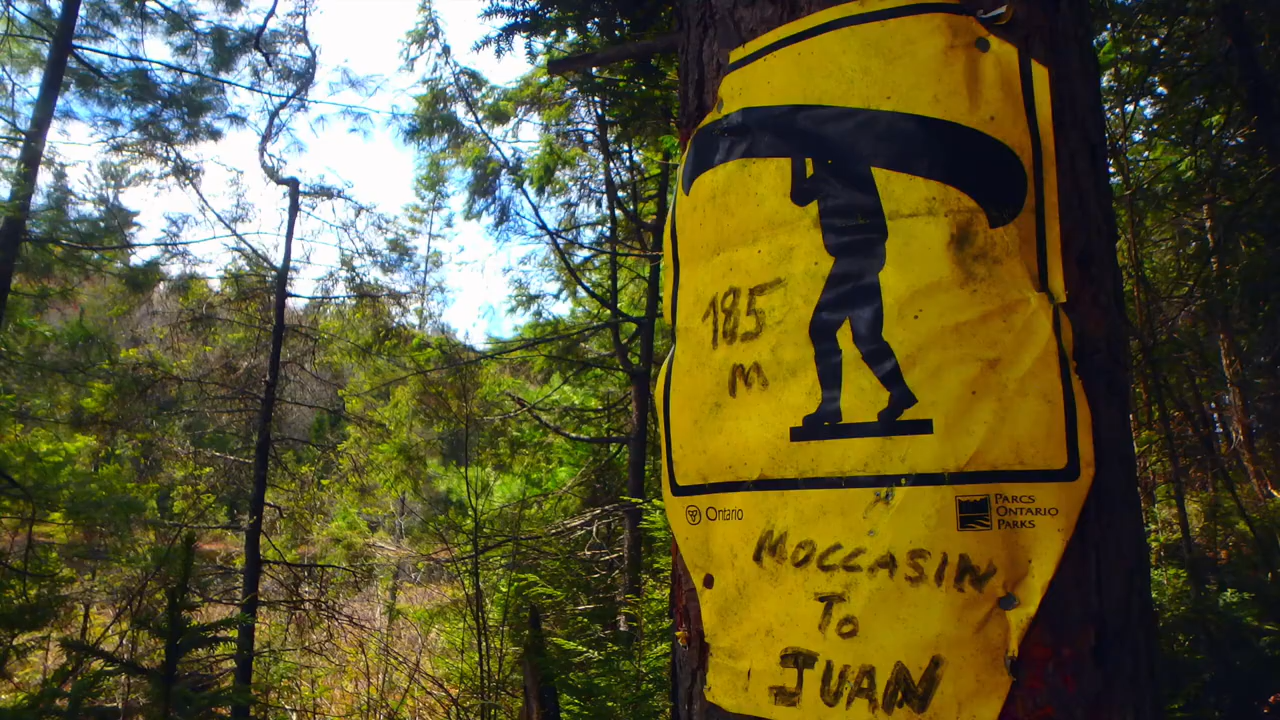 185
m
Ontario
PARCS
ONTARIO
PARKS
MOCCASIN
To
JUAN